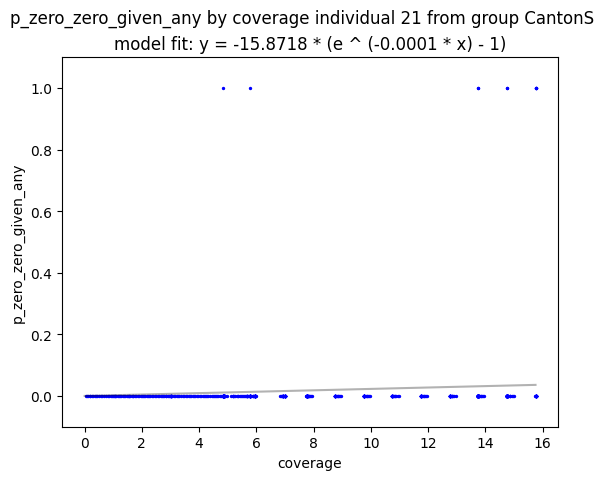 p_zero_zero_given_any by coverage individual 21 from group CantonS
model fit: y = -15.8718 * (e ^ (-0.0001 * x) - 1)
1.0
0.8
0.6
0.4
0.2
0.0
p_zero_zero_given_any
0 2 4 6 8 10 12 14 16
coverage